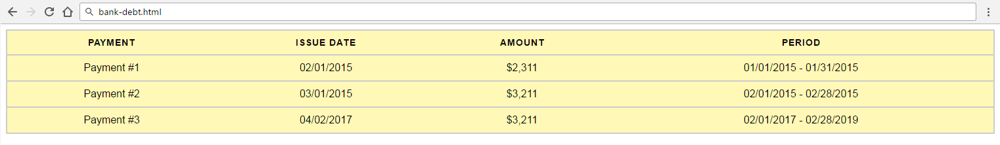 bank-debt.html
PAYMENT ISSUE DATE AMOUNT PERIOD
Payment #1 02/01/2015 $2,311 01/01/2015 - 01/31/2015
Payment #2 03/01/2015 $3,211 02/01/2015 - 02/28/2015
Payment #3 04/02/2017 $3,211 02/01/2017 - 02/28/2019